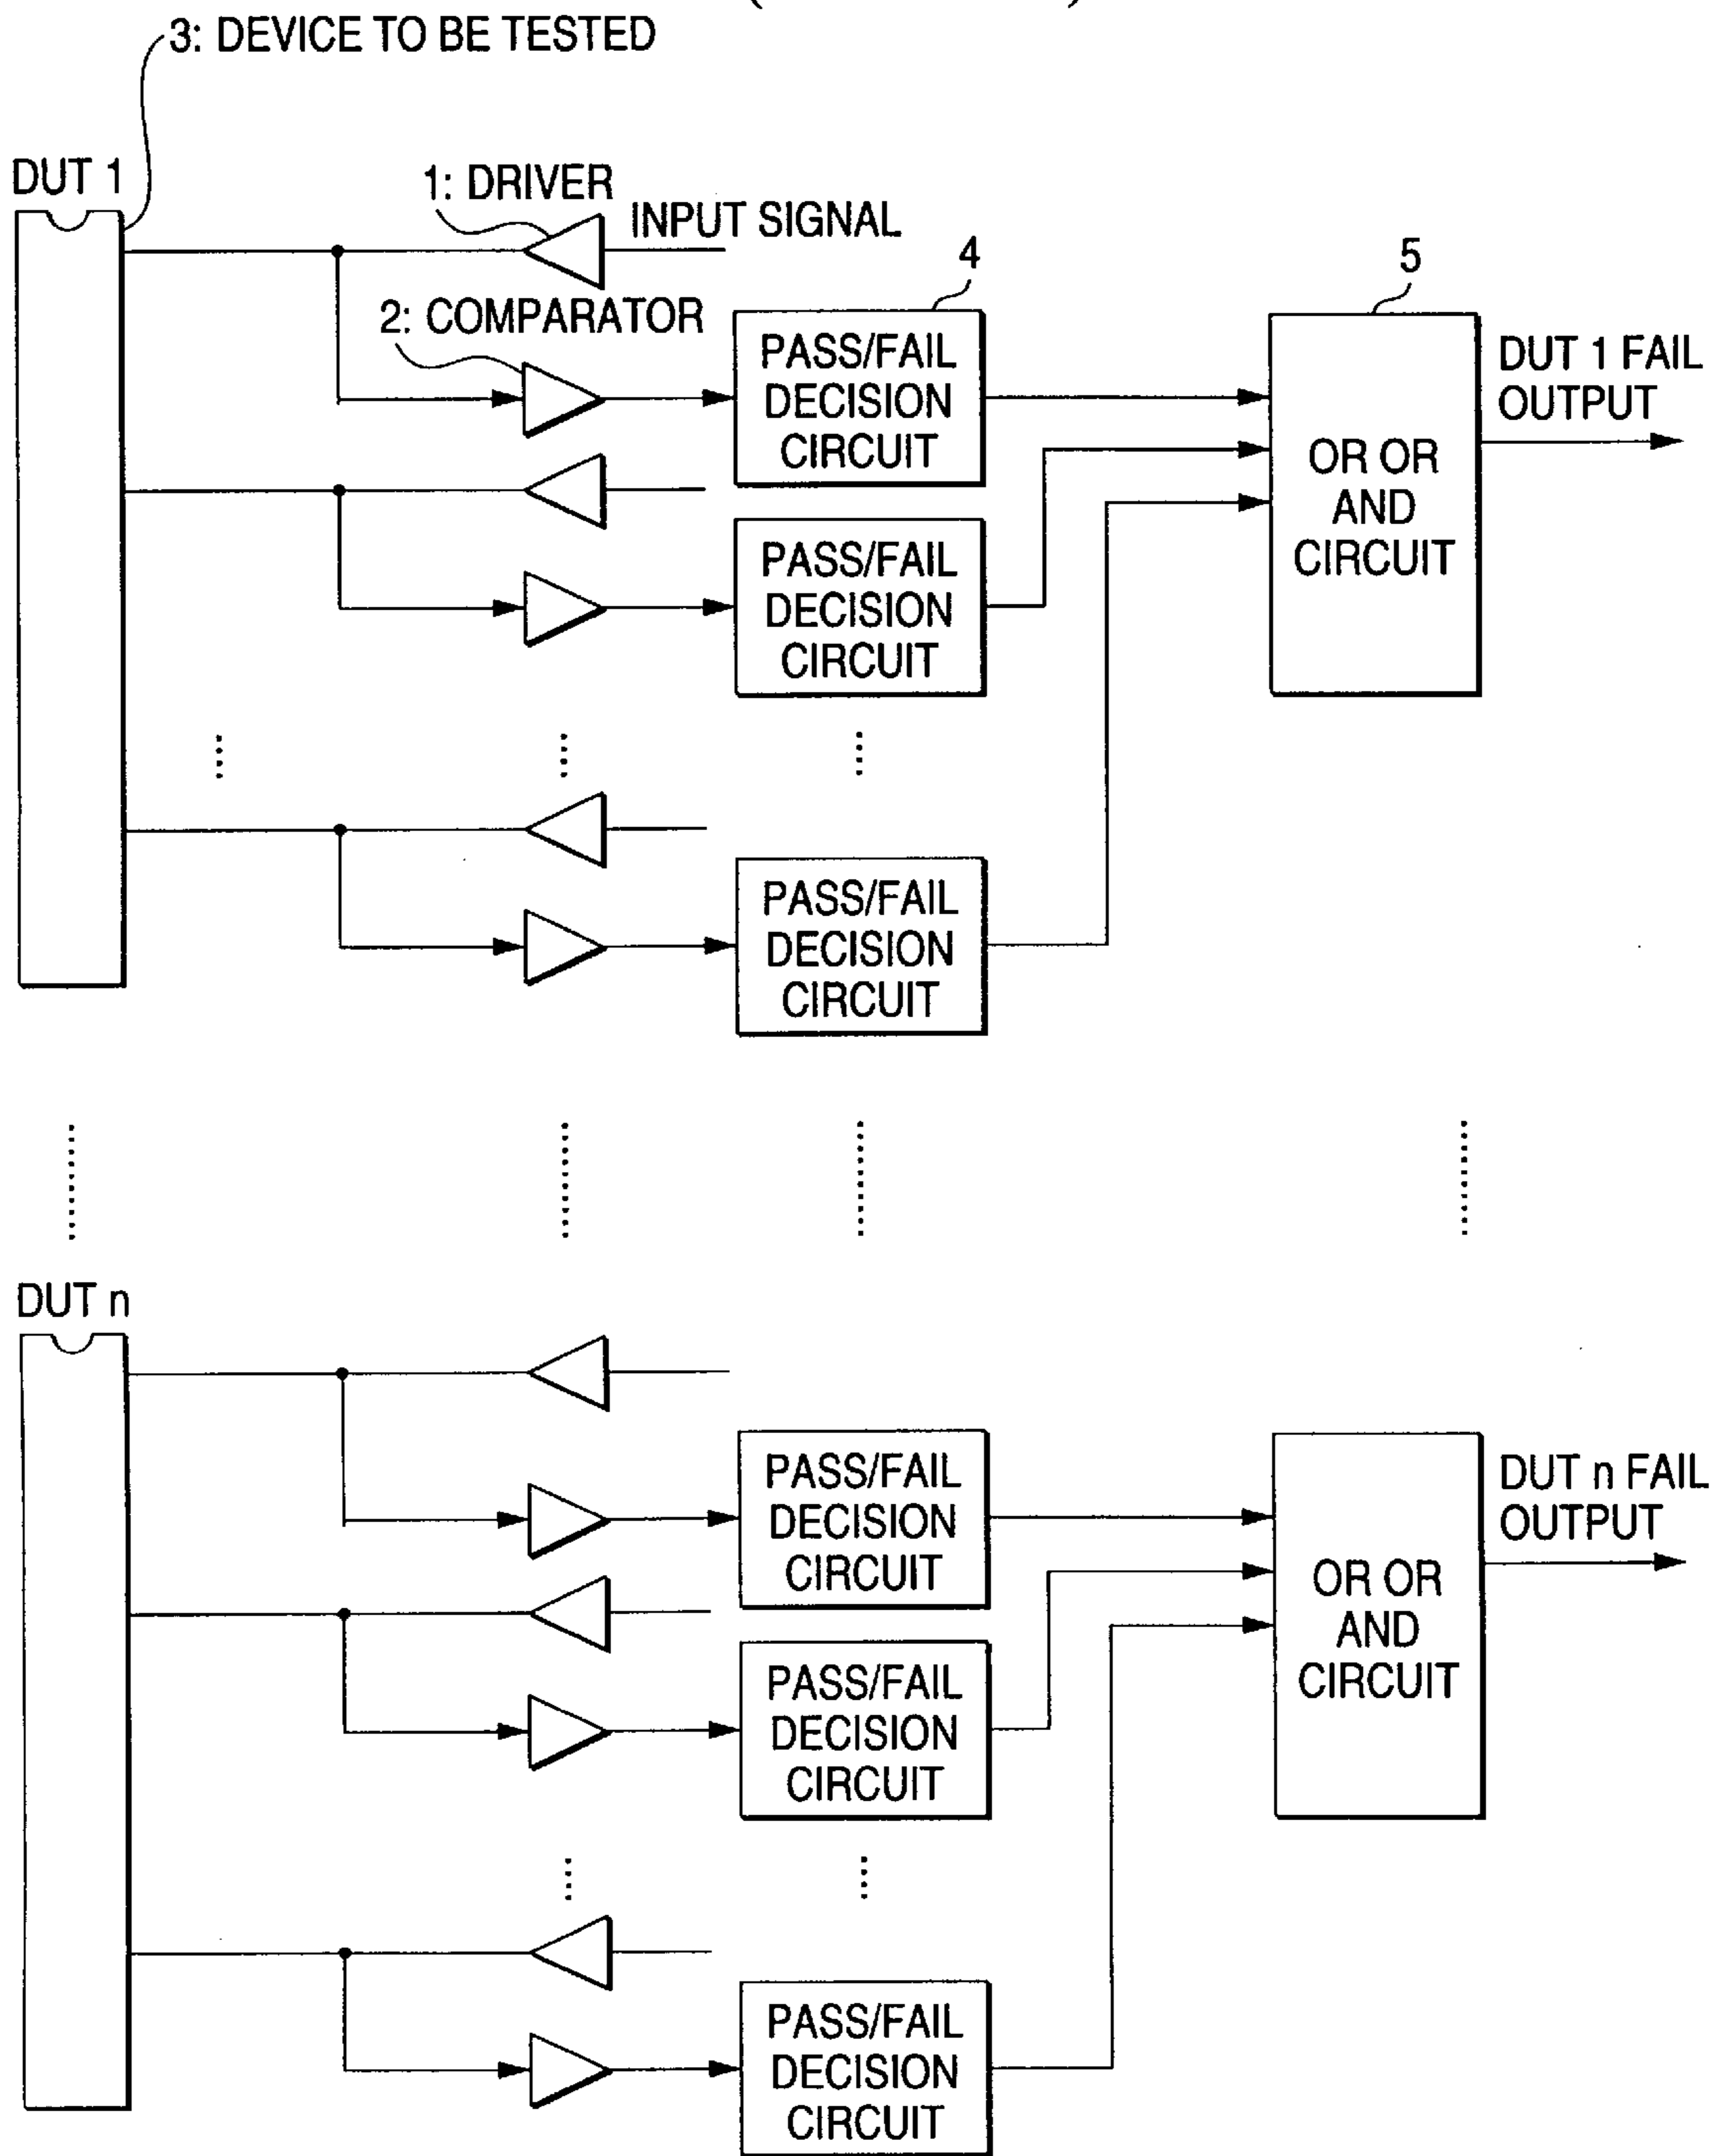 3: DEVICE TO BE TESTED
DUT 1
1: DRIVER
INPUT SIGNAL
2: COMPARATOR
4
PASS/FAIL
DECISION
CIRCUIT
5
OR OR
AND
CIRCUIT
DUT 1 FAIL
OUTPUT
PASS/FAIL
DECISION
CIRCUIT
PASS/FAIL
DECISION
CIRCUIT
DUT n
PASS/FAIL
DECISION
CIRCUIT
OR OR
AND
CIRCUIT
DUT n FAIL
OUTPUT
PASS/FAIL
DECISION
CIRCUIT
PASS/FAIL
DECISION
CIRCUIT